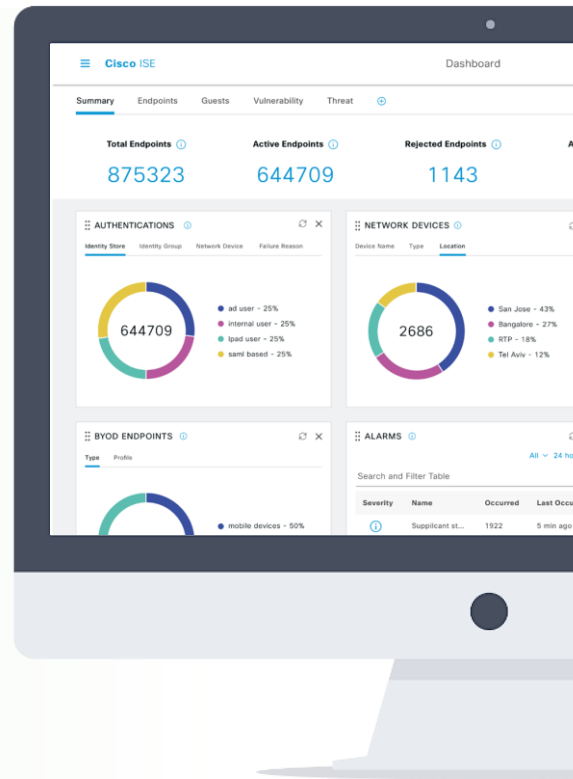 Cisco ISE
Dashboard
Summary Endpoints Guests Vulnerability Threat
Total Endpoints Active Endpoints Rejected Endpoints A
875323 644709 1143
AUTHENTICATIONS
Identity Store Identity Group Network Device Failure Reason
644709
ad user - 25%
internal user - 25%
Ipad user - 25%
saml based - 25%
NETWORK DEVICES
Device Name Type Location
2686
San Jose - 43%
Bangalore - 27%
RTP - 18%
Tel Aviv - 12%
BYOD ENDPOINTS
Type Profile
mobile devices - 50%
ALARMS
All 24 ho
Search and Filter Table
Severity Name Occurred Last Occu
Suppilcant st... 1922 5 min ago